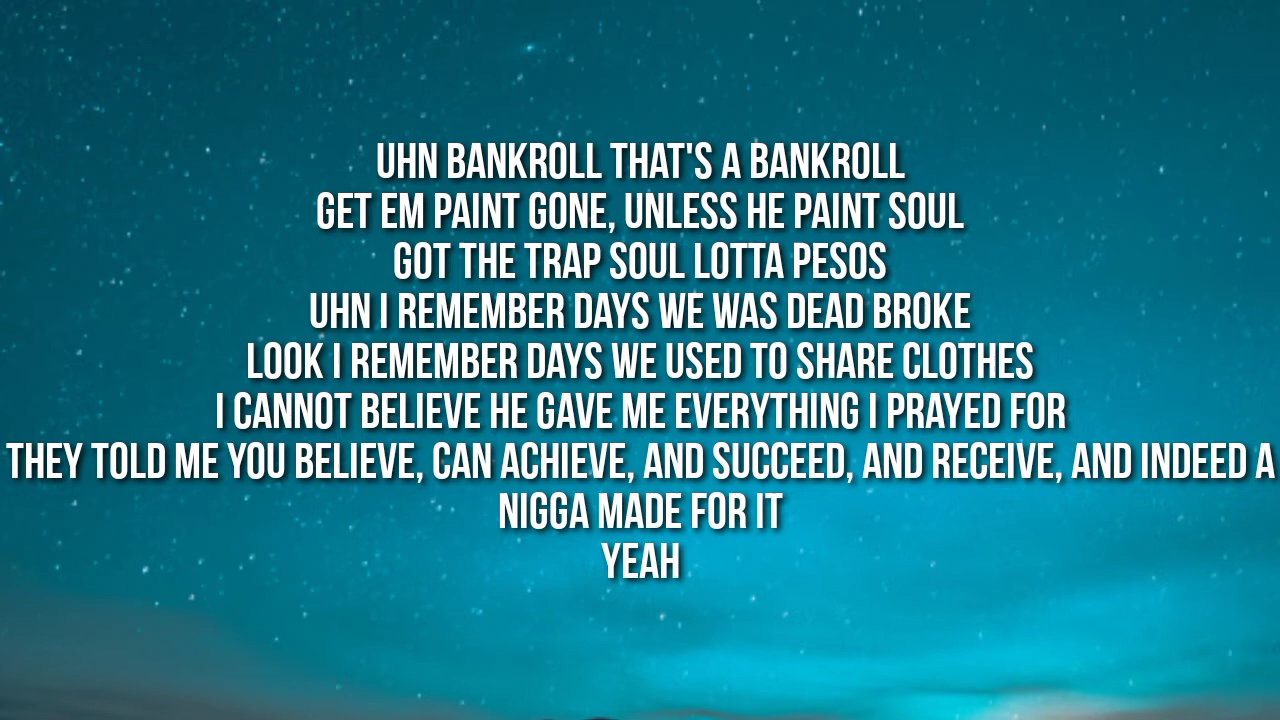 UHN BANKROLL THAT'S A BANKROLL
GET EM PAINT GONE, UNLESS HE PAINT SOUL
GOT THE TRAP SOUL LOTTA PESOS
UHN I REMEMBER DAYS WE WAS DEAD BROKE
LOOK I REMEMBER DAYS WE USED TO SHARE CLOTHES
I CANNOT BELIEVE HE GAVE ME EVERYTHING I PRAYED FOR
THEY TOLD ME YOU BELIEVE, CAN ACHIEVE, AND SUCCEED, AND RECEIVE, AND INDEED A
NIGGA MADE FOR IT
YEAH